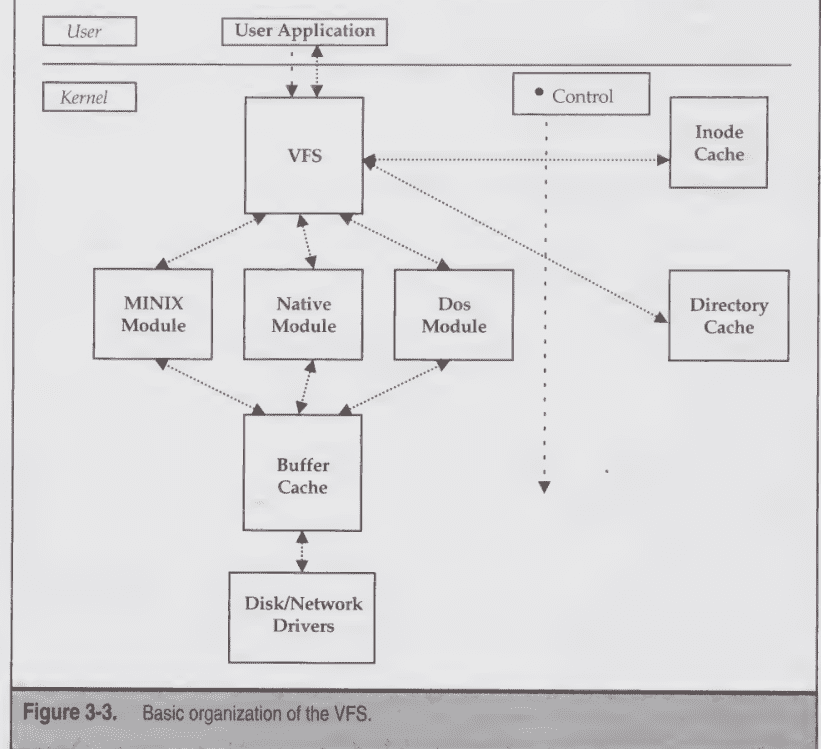 User
User Application
Kernel
• Control
VFS
Inode
Cache
MINIX
Module
Native
Module
Dos
Module
Directory
Cache
Buffer
Cache
Disk/Network
Drivers
Figure 3-3. Basic organization of the VFS.